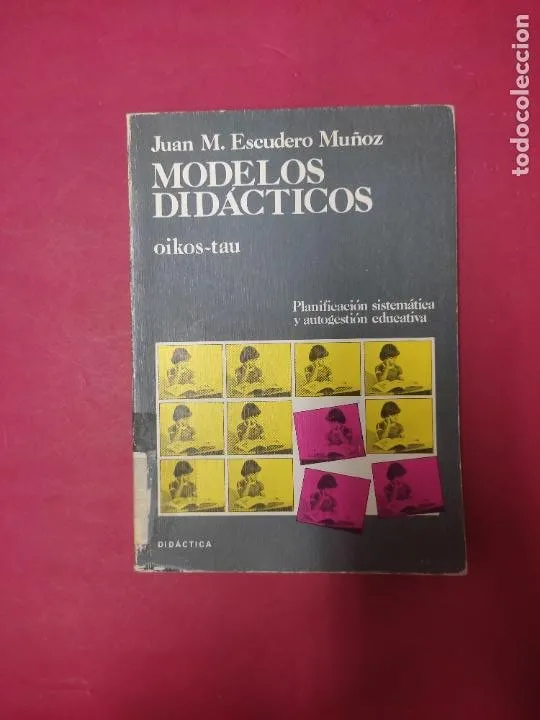 Juan M. Escudero Muñoz
MODELOS
DIDÁCTICOS
oikos-tau
Planificación sistemática
y autogestión educativa
DIDÁCTICA
todocoleccion